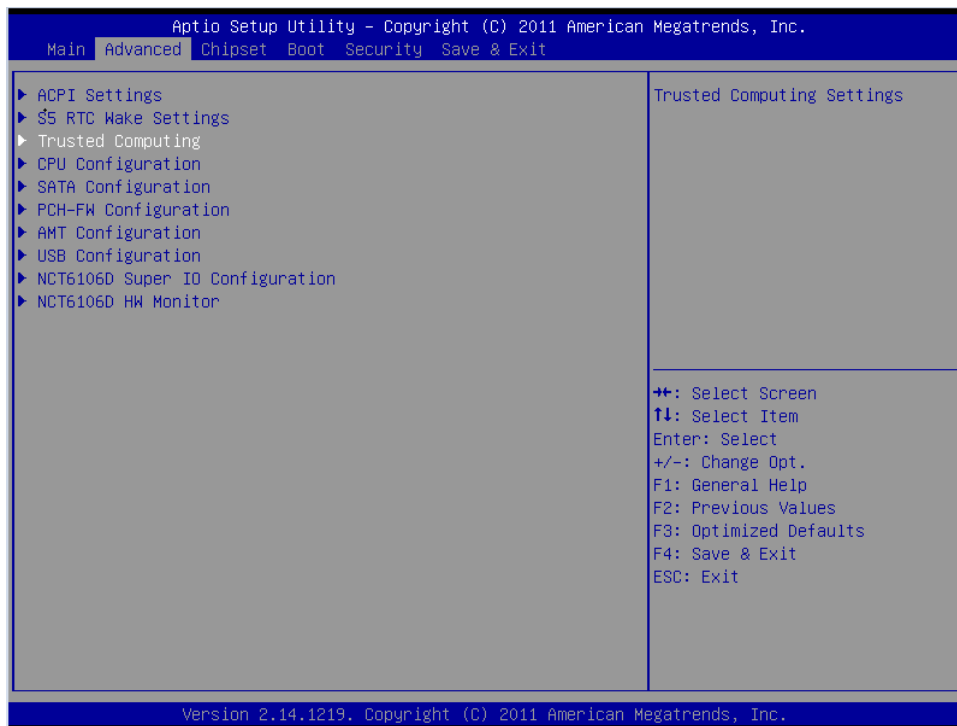 Aptio Setup Utility – Copyright (C) 2011 American Megatrends, Inc.
Main Advanced Chipset Boot Security Save & Exit
► ACPI Settings
► S5 RTC Wake Settings
► Trusted Computing
► CPU Configuration
► SATA Configuration
► PCH-FW Configuration
► AMT Configuration
► USB Configuration
► NCT6106D Super IO Configuration
► NCT6106D HW Monitor
Trusted Computing Settings
→←: Select Screen
↑↓: Select Item
Enter: Select
+/-: Change Opt.
F1: General Help
F2: Previous Values
F3: Optimized Defaults
F4: Save & Exit
ESC: Exit
Version 2.14.1219. Copyright (C) 2011 American Megatrends, Inc.